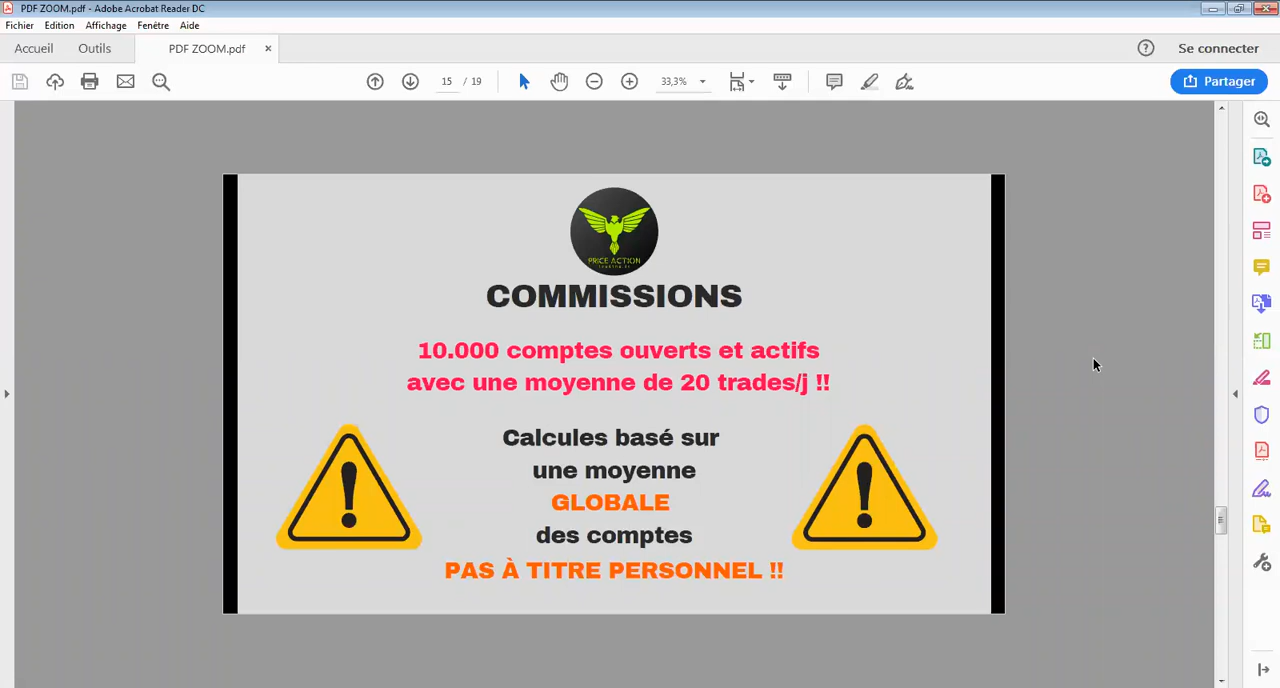 PDF ZOOM.pdf - Adobe Acrobat Reader DC
Fichier Edition Affichage Fenêtre Aide
Accueil Outils PDF ZOOM.pdf × Se connecter
15 / 19 33,3% Partager
PRICE ACTION
COMMISSIONS
10.000 comptes ouverts et actifs
avec une moyenne de 20 trades/j !!
Calcules basé sur
une moyenne
GLOBALE
des comptes
PAS À TITRE PERSONNEL !!